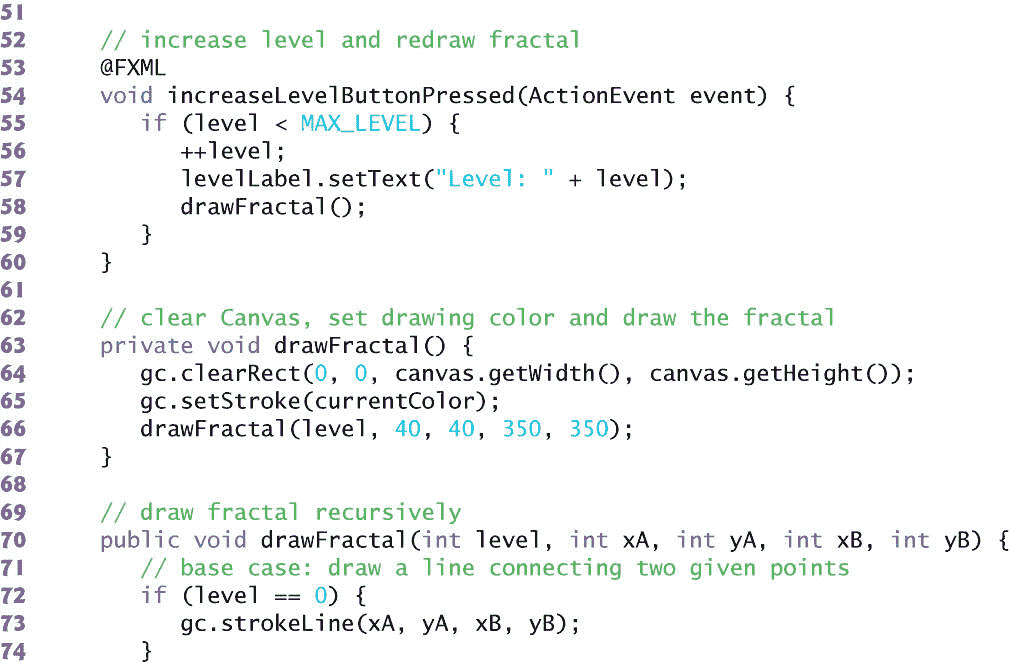 51
52 // increase level and redraw fractal
53 @FXML
54 void increaseLevelButtonPressed(ActionEvent event) {
55 if (level < MAX_LEVEL) {
56 ++level;
57 levelLabel.setText("Level: " + level);
58 drawFractal();
59 }
60 }
61
62 // clear Canvas, set drawing color and draw the fractal
63 private void drawFractal() {
64 gc.clearRect(0, 0, canvas.getWidth(), canvas.getHeight());
65 gc.setStroke(currentColor);
66 drawFractal(level, 40, 40, 350, 350);
67 }
68
69 // draw fractal recursively
70 public void drawFractal(int level, int xA, int yA, int xB, int yB) {
71 // base case: draw a line connecting two given points
72 if (level == 0) {
73 gc.strokeLine(xA, yA, xB, yB);
74 }